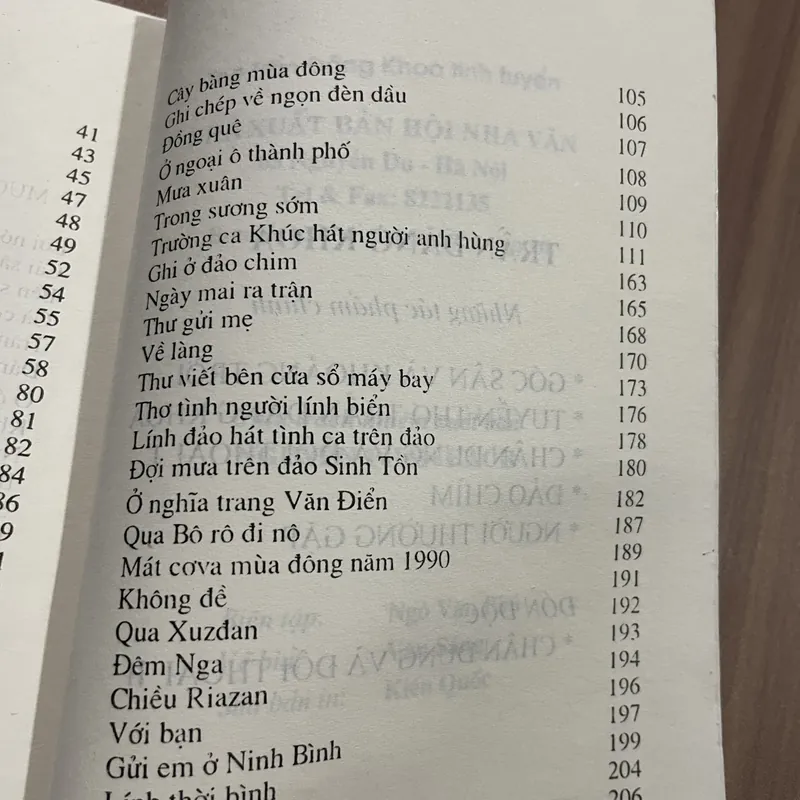 41
43
45
47
48
49
52
54
55
57
58
80
81
82
84
86
Cây bàng mùa đông 105
Ghi chép về ngọn đèn dầu 106
Đồng quê 107
Ở ngoại ô thành phố 108
Mưa xuân 109
Trong sương sớm 110
Trường ca Khúc hát người anh hùng 111
Ghi ở đảo chim 163
Ngày mai ra trận 165
Thư gửi mẹ 168
Về làng 170
Thư viết bên cửa sổ máy bay 173
Thơ tình người lính biển 176
Lính đảo hát tình ca trên đảo 178
Đợi mưa trên đảo Sinh Tồn 180
Ở nghĩa trang Văn Điển 182
Qua Bô rô đi nô 187
Mát cơva mùa đông năm 1990 189
Không đề 191
Qua Xuzđan 192
Đêm Nga 193
Chiều Riazan 194
Với bạn 196
Gửi em ở Ninh Bình 197
Lính thời bình 199
204
206